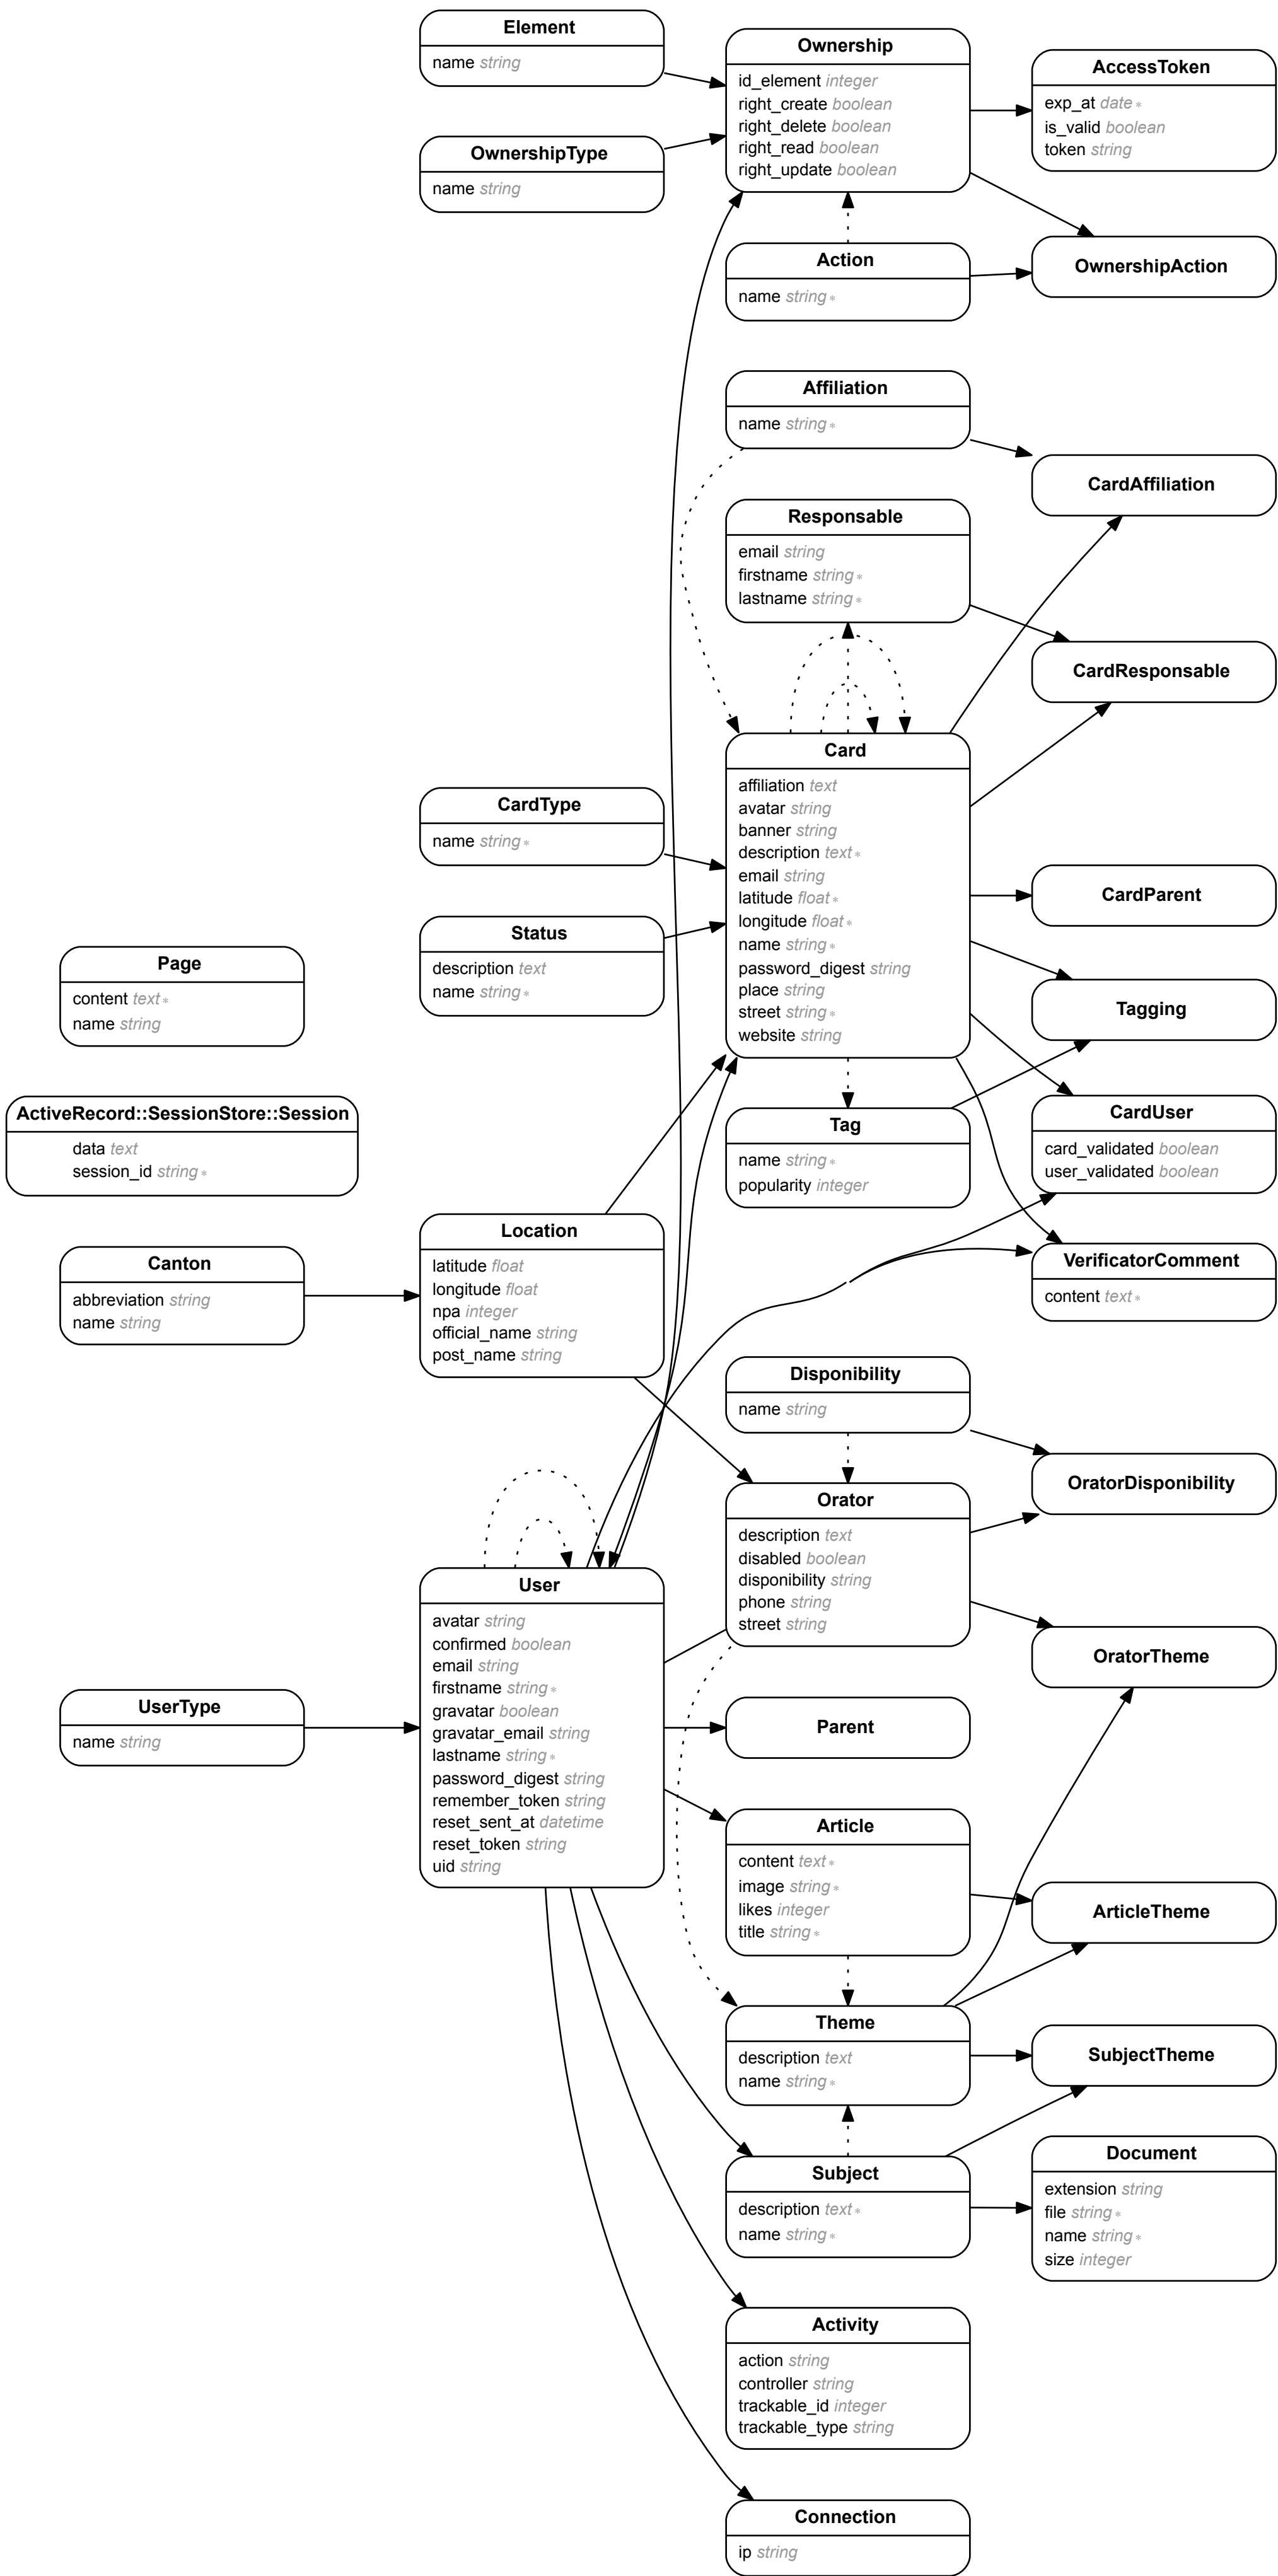 Element
name string
OwnershipType
name string
Ownership
id_element integer
right_create boolean
right_delete boolean
right_read boolean
right_update boolean
AccessToken
exp_at date *
is_valid boolean
token string
OwnershipAction
Action
name string *
Affiliation
name string *
CardAffiliation
Responsable
email string
firstname string *
lastname string *
CardResponsable
CardType
name string *
Status
description text
name string *
Card
affiliation text
avatar string
banner string
description text *
email string
latitude float *
longitude float *
name string *
password_digest string
place string
street string *
website string
CardParent
Tagging
Page
content text *
name string
ActiveRecord::SessionStore::Session
data text
session_id string *
Tag
name string *
popularity integer
CardUser
card_validated boolean
user_validated boolean
Canton
abbreviation string
name string
Location
latitude float
longitude float
npa integer
official_name string
post_name string
VerificatorComment
content text *
Disponibility
name string
OratorDisponibility
Orator
description text
disabled boolean
disponibility string
phone string
street string
OratorTheme
UserType
name string
User
avatar string
confirmed boolean
email string
firstname string *
gravatar boolean
gravatar_email string
lastname string *
password_digest string
remember_token string
reset_sent_at datetime
reset_token string
uid string
Parent
Article
content text *
image string *
likes integer
title string *
ArticleTheme
Theme
description text
name string *
SubjectTheme
Subject
description text *
name string *
Document
extension string
file string *
name string *
size integer
Activity
action string
controller string
trackable_id integer
trackable_type string
Connection
ip string